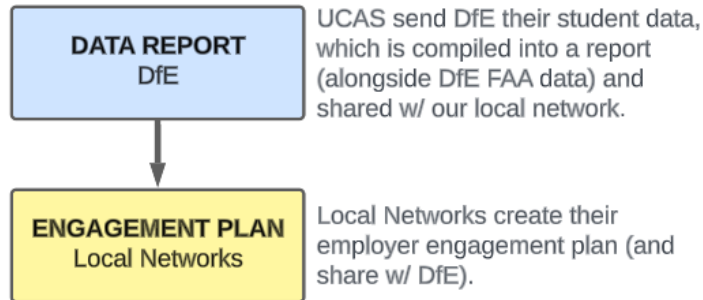 DATA REPORT
DfE
UCAS send DfE their student data,
which is compiled into a report
(alongside DfE FAA data) and
shared w/ our local network.
ENGAGEMENT PLAN
Local Networks
Local Networks create their
employer engagement plan (and
share w/ DfE).